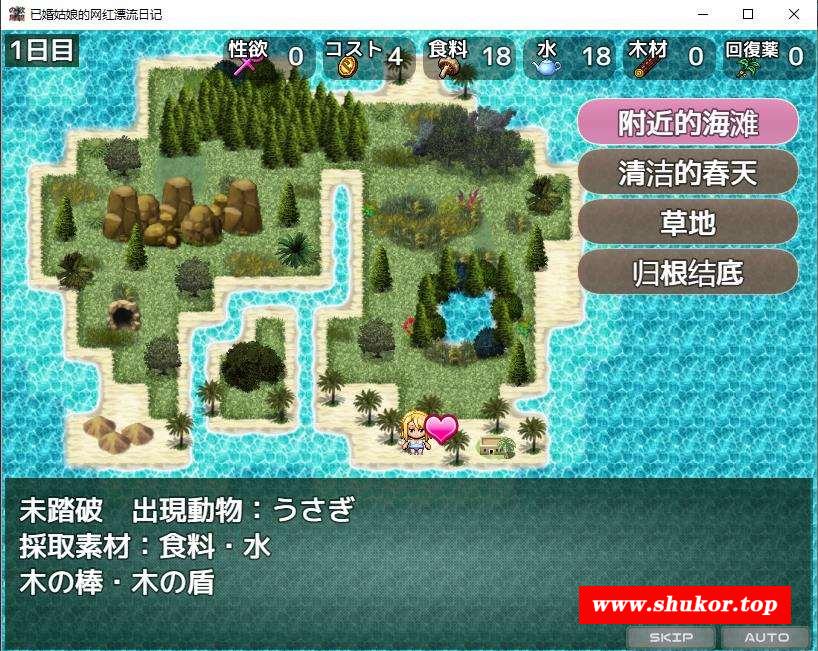 已婚姑娘的网红漂流日记
1日目
性欲 0 コスト 4 食料 18 水 18 木材 0 回復薬 0
附近的海滩
清洁的春天
草地
归根结底
未踏破 出現動物：うさぎ
採取素材：食料・水
木の棒・木の盾
www.shukor.top
SKIP AUTO